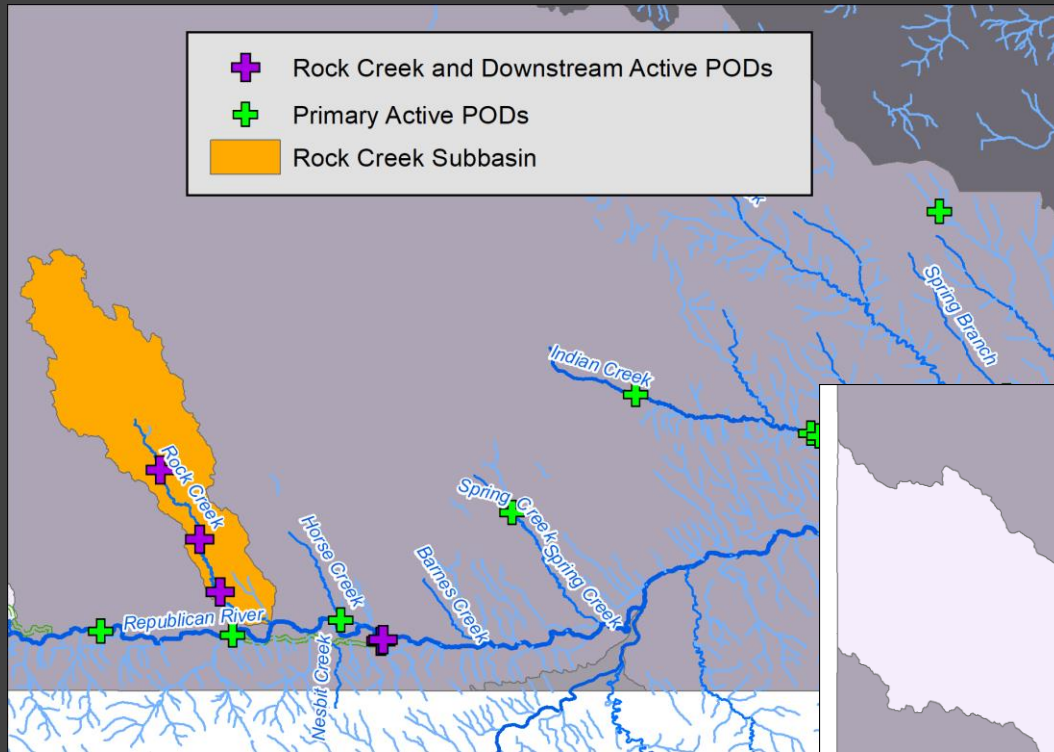 Rock Creek and Downstream Active PODs
Primary Active PODs
Rock Creek Subbasin
Spring Branch
Indian Creek
Rock Creek
Spring Creek
Horse Creek
Spring Creek
Barnes Creek
Republican River
Nesbit Creek